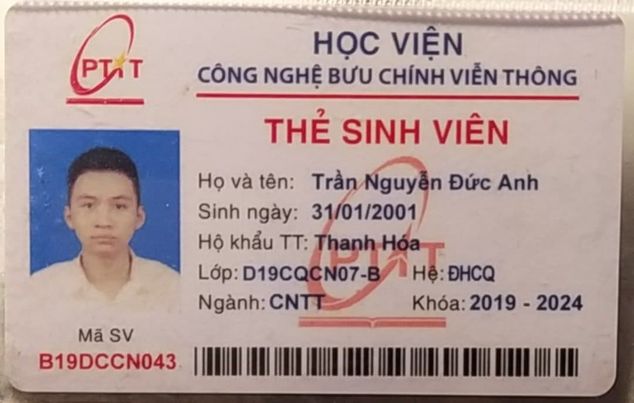 PTIT
HỌC VIỆN
CÔNG NGHỆ BƯU CHÍNH VIỄN THÔNG
THẺ SINH VIÊN
Họ và tên: Trần Nguyễn Đức Anh
Sinh ngày: 31/01/2001
Hộ khẩu TT: Thanh Hóa
PTIT
Lớp: D19CQCN07-B Hệ: ĐHCQ
Ngành: CNTT Khóa: 2019 - 2024
Mã SV
B19DCCN043